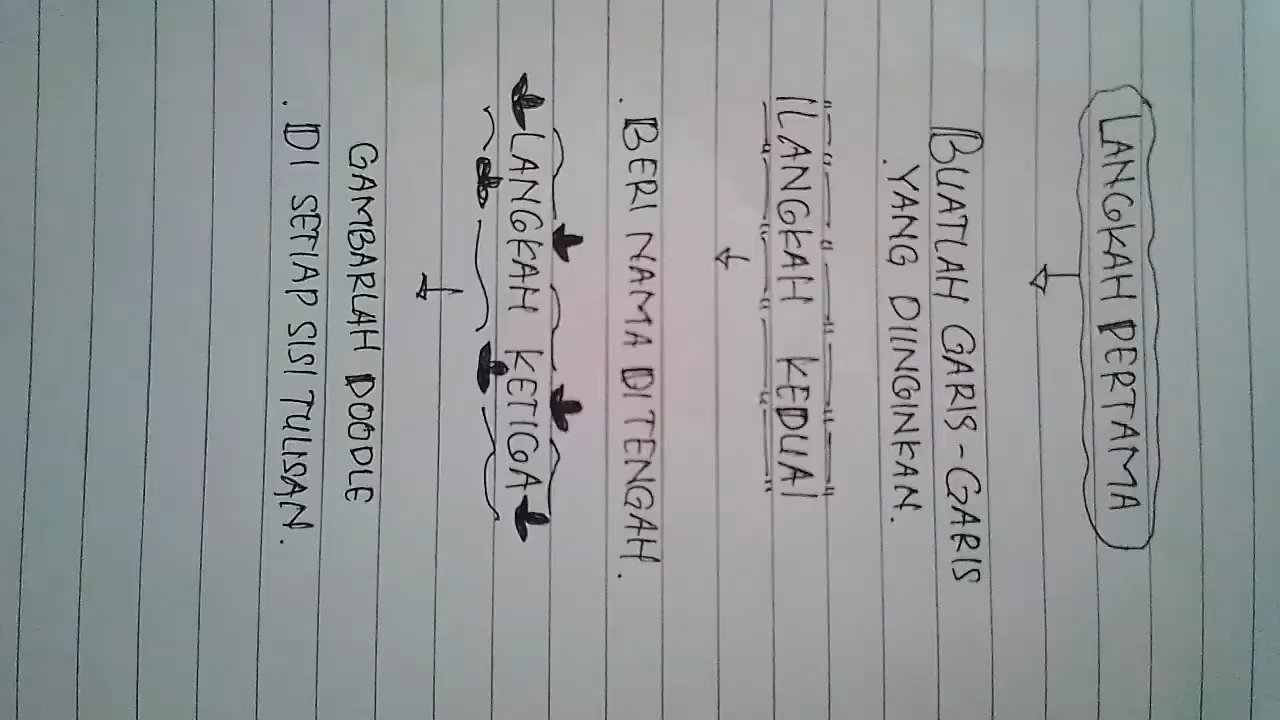 LANGKAH PERTAMA
BUATLAH GARIS-GARIS
. YANG DIINGINKAN.
LANGKAH KEDUA
. BERI NAMA DI TENGAH.
LANGKAH KETIGA
GAMBARLAH DOODLE
. DI SETIAP SISI TULISAN.